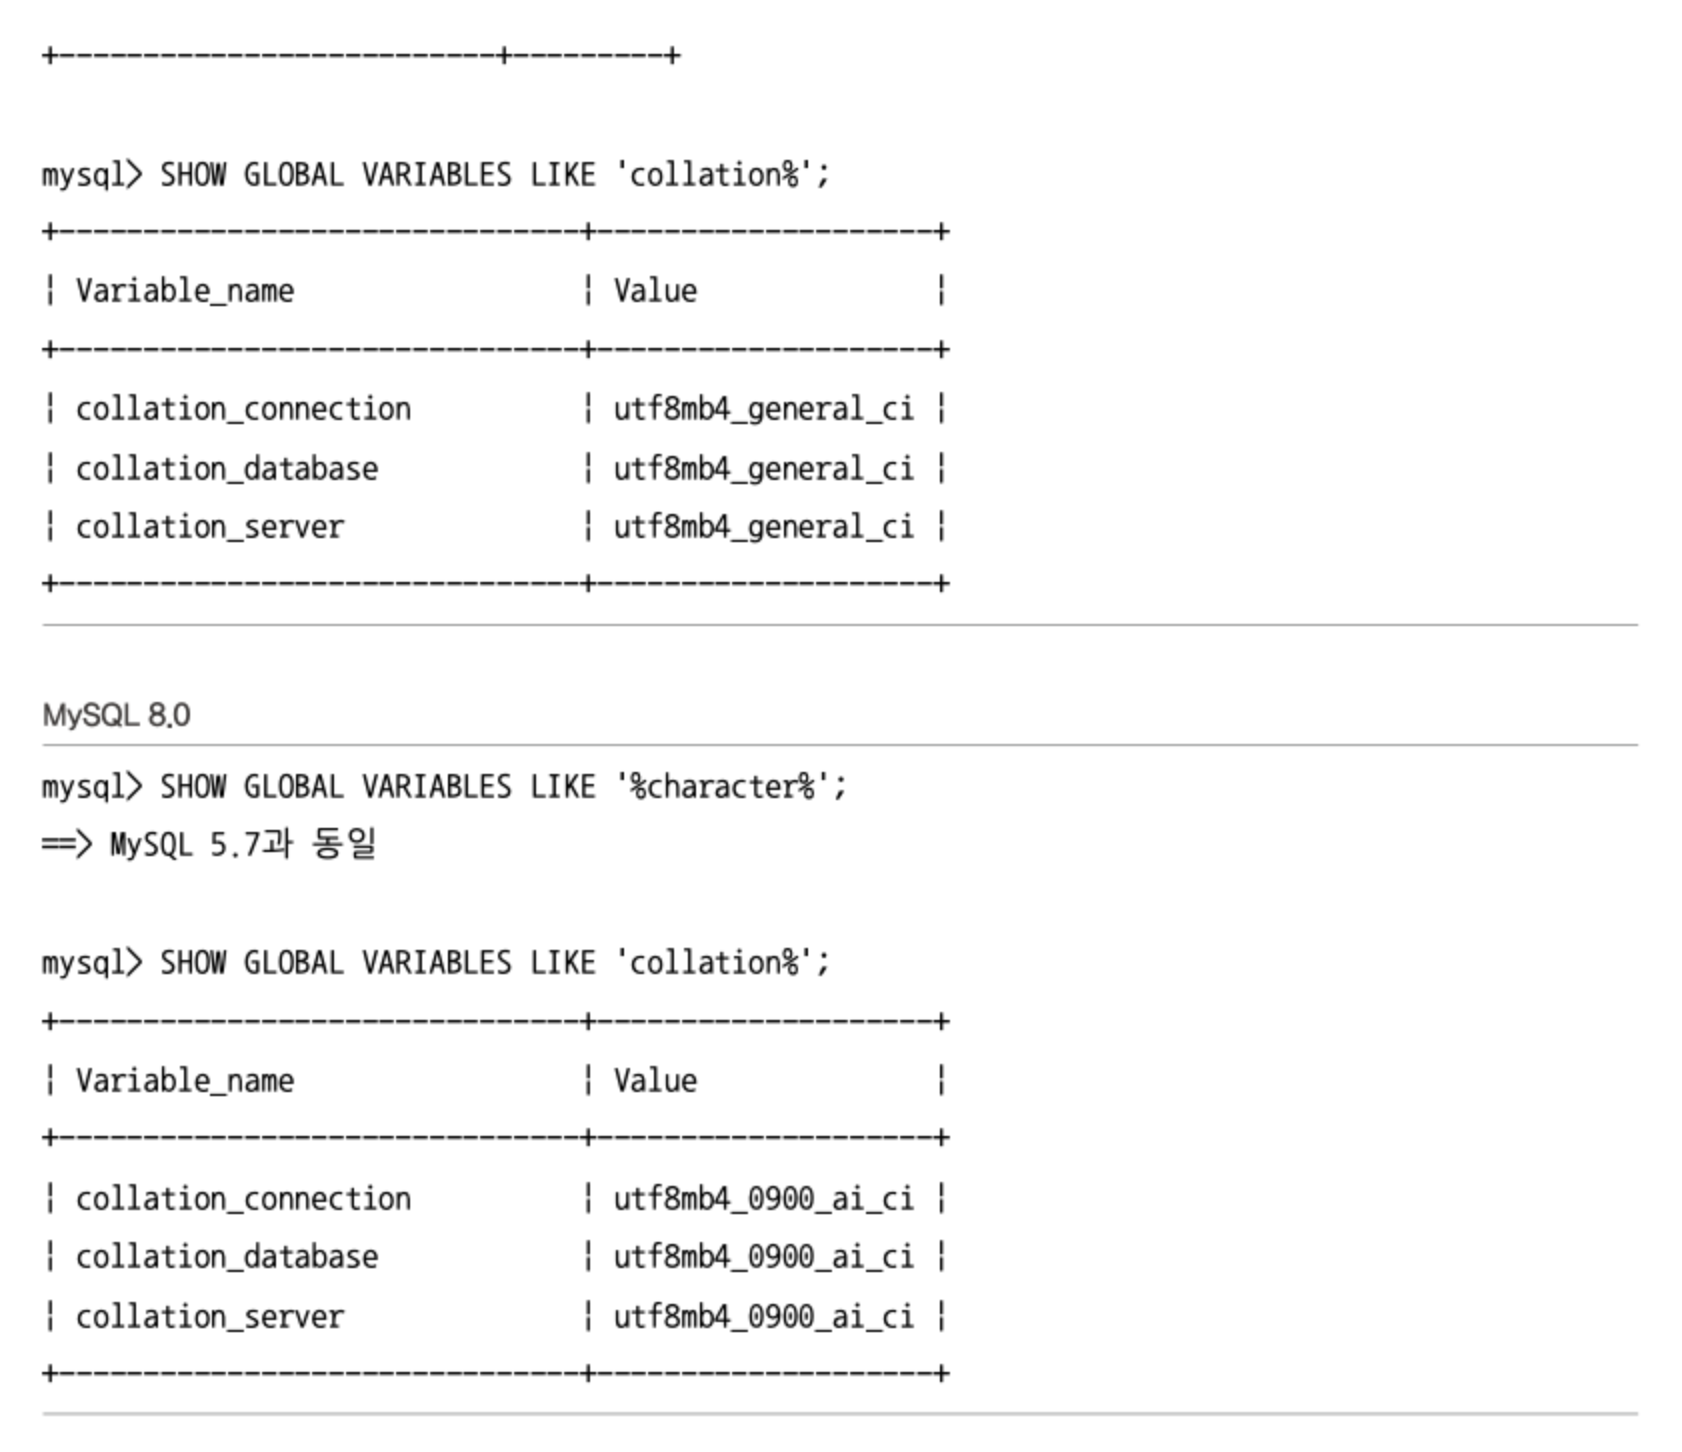 +--------------------------+---------+
mysql> SHOW GLOBAL VARIABLES LIKE 'collation%';
+-------------------------------+--------------------+
| Variable_name                 | Value              |
+-------------------------------+--------------------+
| collation_connection          | utf8mb4_general_ci |
| collation_database            | utf8mb4_general_ci |
| collation_server              | utf8mb4_general_ci |
+-------------------------------+--------------------+
MySQL 8.0
mysql> SHOW GLOBAL VARIABLES LIKE '%character%';
==> MySQL 5.7과 동일
mysql> SHOW GLOBAL VARIABLES LIKE 'collation%';
+-------------------------------+--------------------+
| Variable_name                 | Value              |
+-------------------------------+--------------------+
| collation_connection          | utf8mb4_0900_ai_ci |
| collation_database            | utf8mb4_0900_ai_ci |
| collation_server              | utf8mb4_0900_ai_ci |
+-------------------------------+--------------------+